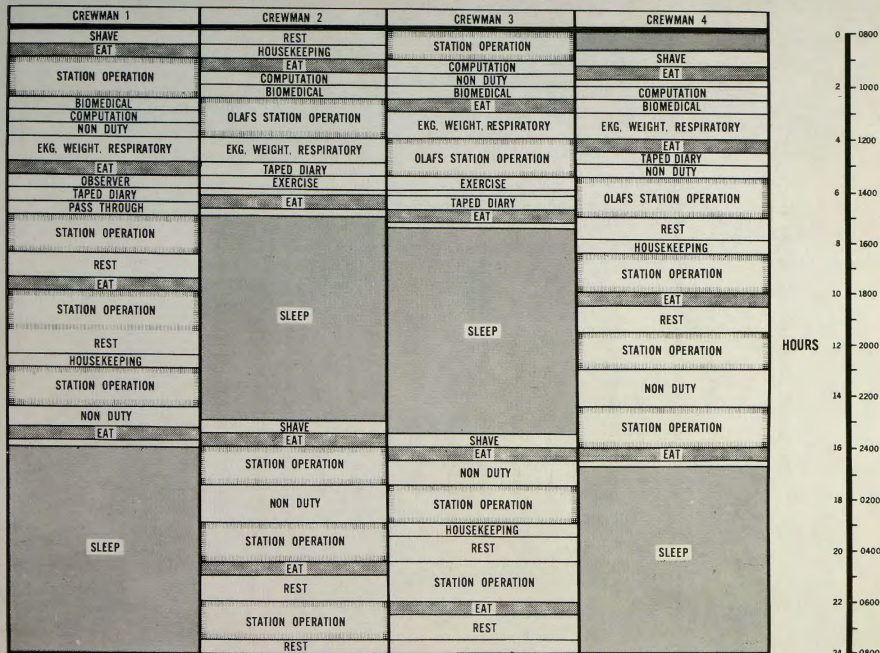 CREWMAN 1
SHAVE
EAT
STATION OPERATION
BIOMEDICAL
COMPUTATION
NON DUTY
EKG, WEIGHT, RESPIRATORY
EAT
OBSERVER
TAPED DIARY
PASS THROUGH
STATION OPERATION
REST
EAT
STATION OPERATION
REST
HOUSEKEEPING
STATION OPERATION
NON DUTY
EAT
SLEEP
CREWMAN 2
REST
HOUSEKEEPING
EAT
COMPUTATION
BIOMEDICAL
OLAFS STATION OPERATION
EKG, WEIGHT, RESPIRATORY
TAPED DIARY
EXERCISE
EAT
SLEEP
SHAVE
EAT
STATION OPERATION
NON DUTY
STATION OPERATION
EAT
REST
STATION OPERATION
REST
CREWMAN 3
STATION OPERATION
COMPUTATION
NON DUTY
BIOMEDICAL
EAT
EKG, WEIGHT, RESPIRATORY
OLAFS STATION OPERATION
EXERCISE
TAPED DIARY
EAT
SLEEP
SHAVE
EAT
NON DUTY
STATION OPERATION
HOUSEKEEPING
REST
STATION OPERATION
EAT
REST
CREWMAN 4
SHAVE
EAT
COMPUTATION
BIOMEDICAL
EKG, WEIGHT, RESPIRATORY
EAT
TAPED DIARY
NON DUTY
OLAFS STATION OPERATION
REST
HOUSEKEEPING
STATION OPERATION
EAT
REST
STATION OPERATION
NON DUTY
STATION OPERATION
EAT
SLEEP
HOURS
0 0800
2 1000
4 1200
6 1400
8 1600
10 1800
12 2000
14 2200
16 2400
18 0200
20 0400
22 0600
24 0800